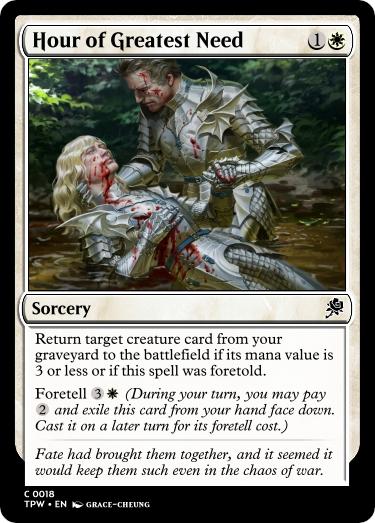 Hour of Greatest Need 1
Sorcery
Return target creature card from your
graveyard to the battlefield if its mana value is
3 or less or if this spell was foretold.
Foretell 3 (During your turn, you may pay
2 and exile this card from your hand face down.
Cast it on a later turn for its foretell cost.)
Fate had brought them together, and it seemed it
would keep them such even in the chaos of war.
C 0018
TPW • EN GRACE-CHEUNG